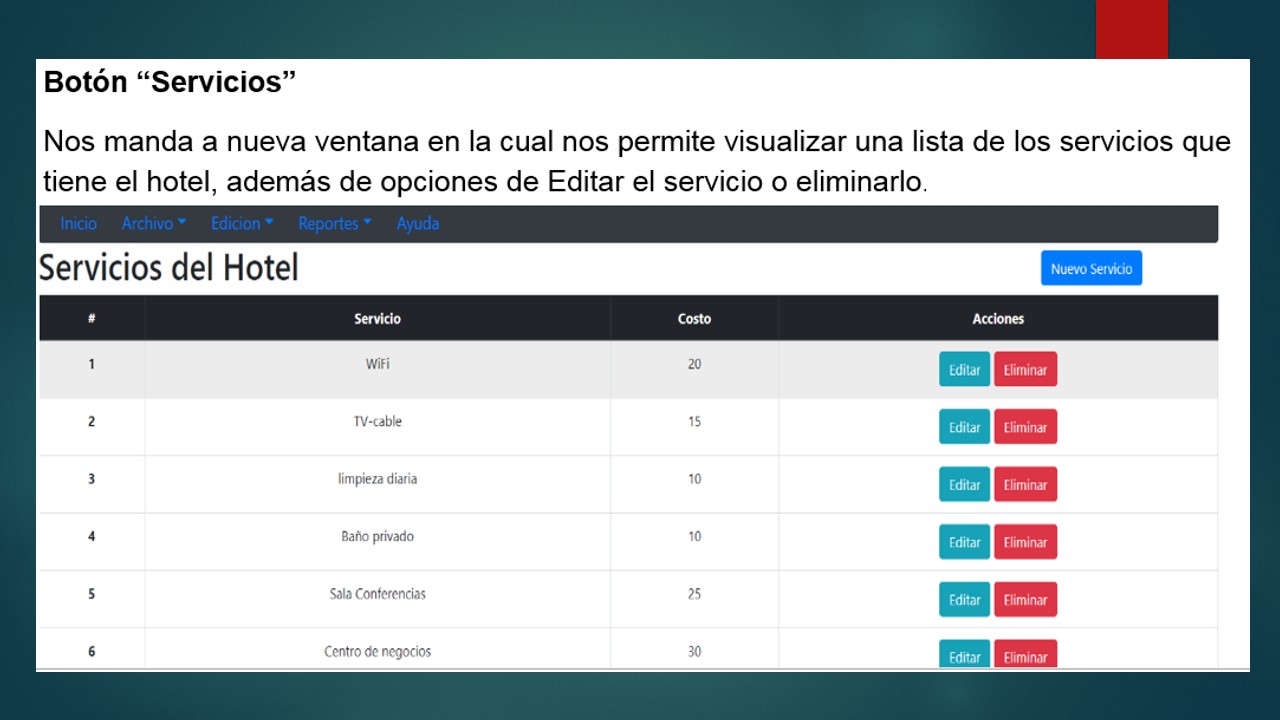 Botón “Servicios”
Nos manda a nueva ventana en la cual nos permite visualizar una lista de los servicios que
tiene el hotel, además de opciones de Editar el servicio o eliminarlo.
Inicio Archivo Edicion Reportes Ayuda
Servicios del Hotel Nuevo Servicio
# Servicio Costo Acciones
1 WiFi 20 Editar Eliminar
2 TV-cable 15 Editar Eliminar
3 limpieza diaria 10 Editar Eliminar
4 Baño privado 10 Editar Eliminar
5 Sala Conferencias 25 Editar Eliminar
6 Centro de negocios 30 Editar Eliminar